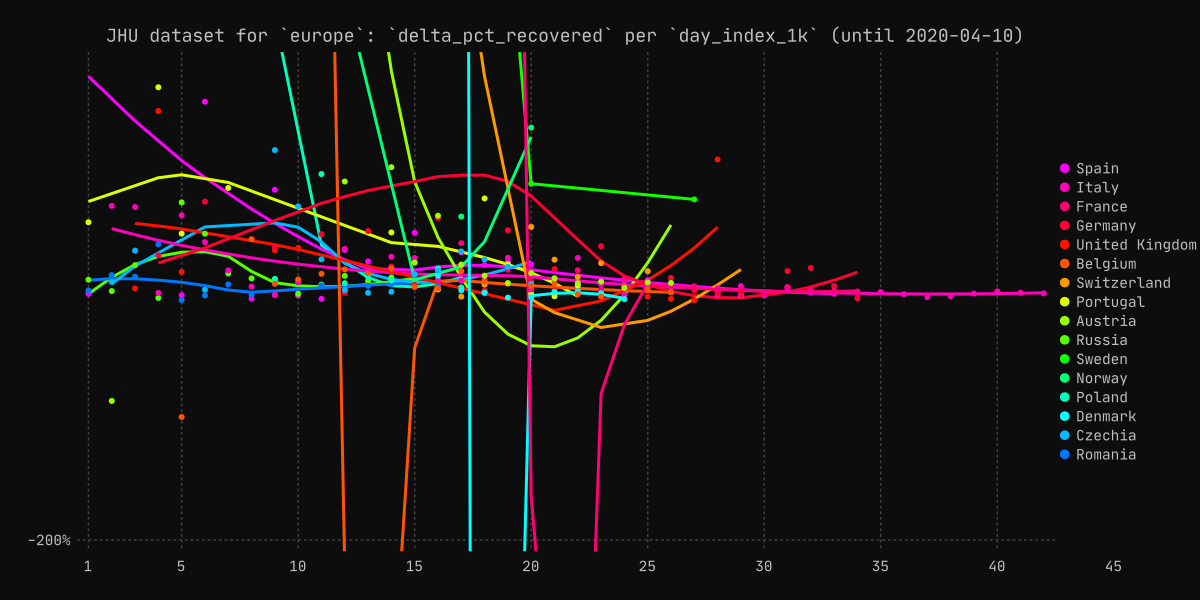 JHU dataset for `europe`: `delta_pct_recovered` per `day_index_1k` (until 2020-04-10)
Spain
Italy
France
Germany
United Kingdom
Belgium
Switzerland
Portugal
Austria
Russia
Sweden
Norway
Poland
Denmark
Czechia
Romania
-200%
1 5 10 15 20 25 30 35 40 45